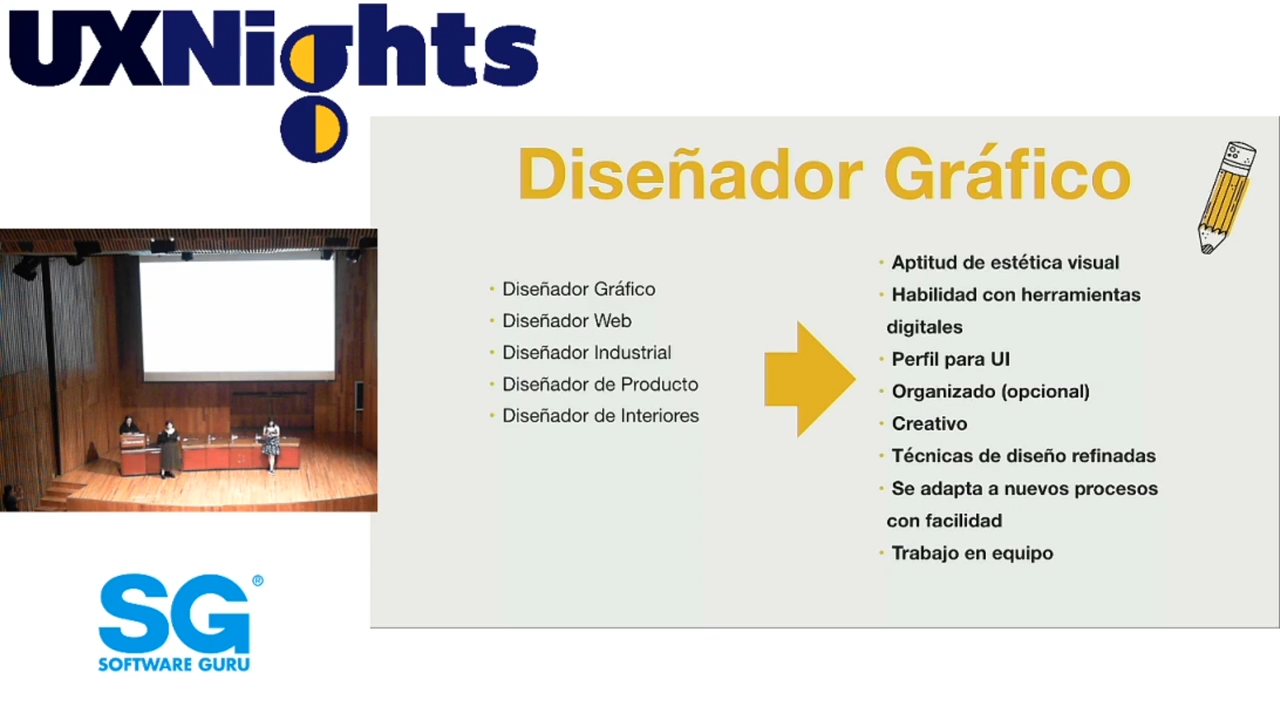 UXNights
Diseñador Gráfico
• Diseñador Gráfico
• Diseñador Web
• Diseñador Industrial
• Diseñador de Producto
• Diseñador de Interiores
• Aptitud de estética visual
• Habilidad con herramientas
digitales
• Perfil para UI
• Organizado (opcional)
• Creativo
• Técnicas de diseño refinadas
• Se adapta a nuevos procesos
con facilidad
• Trabajo en equipo
SG®
SOFTWARE GURU